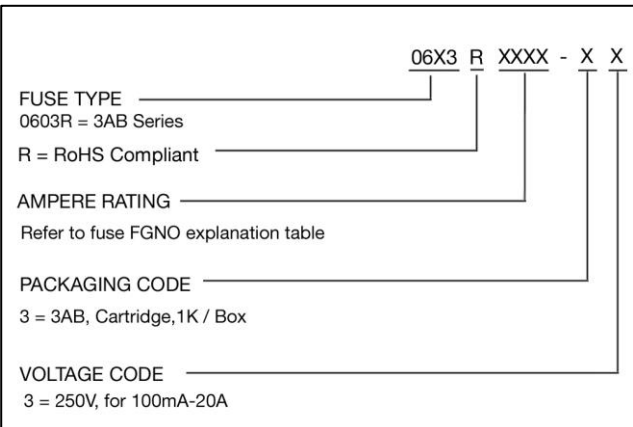 06X3 R XXXX - X X
FUSE TYPE
0603R = 3AB Series
R = RoHS Compliant
AMPERE RATING
Refer to fuse FGNO explanation table
PACKAGING CODE
3 = 3AB, Cartridge,1K / Box
VOLTAGE CODE
3 = 250V, for 100mA-20A